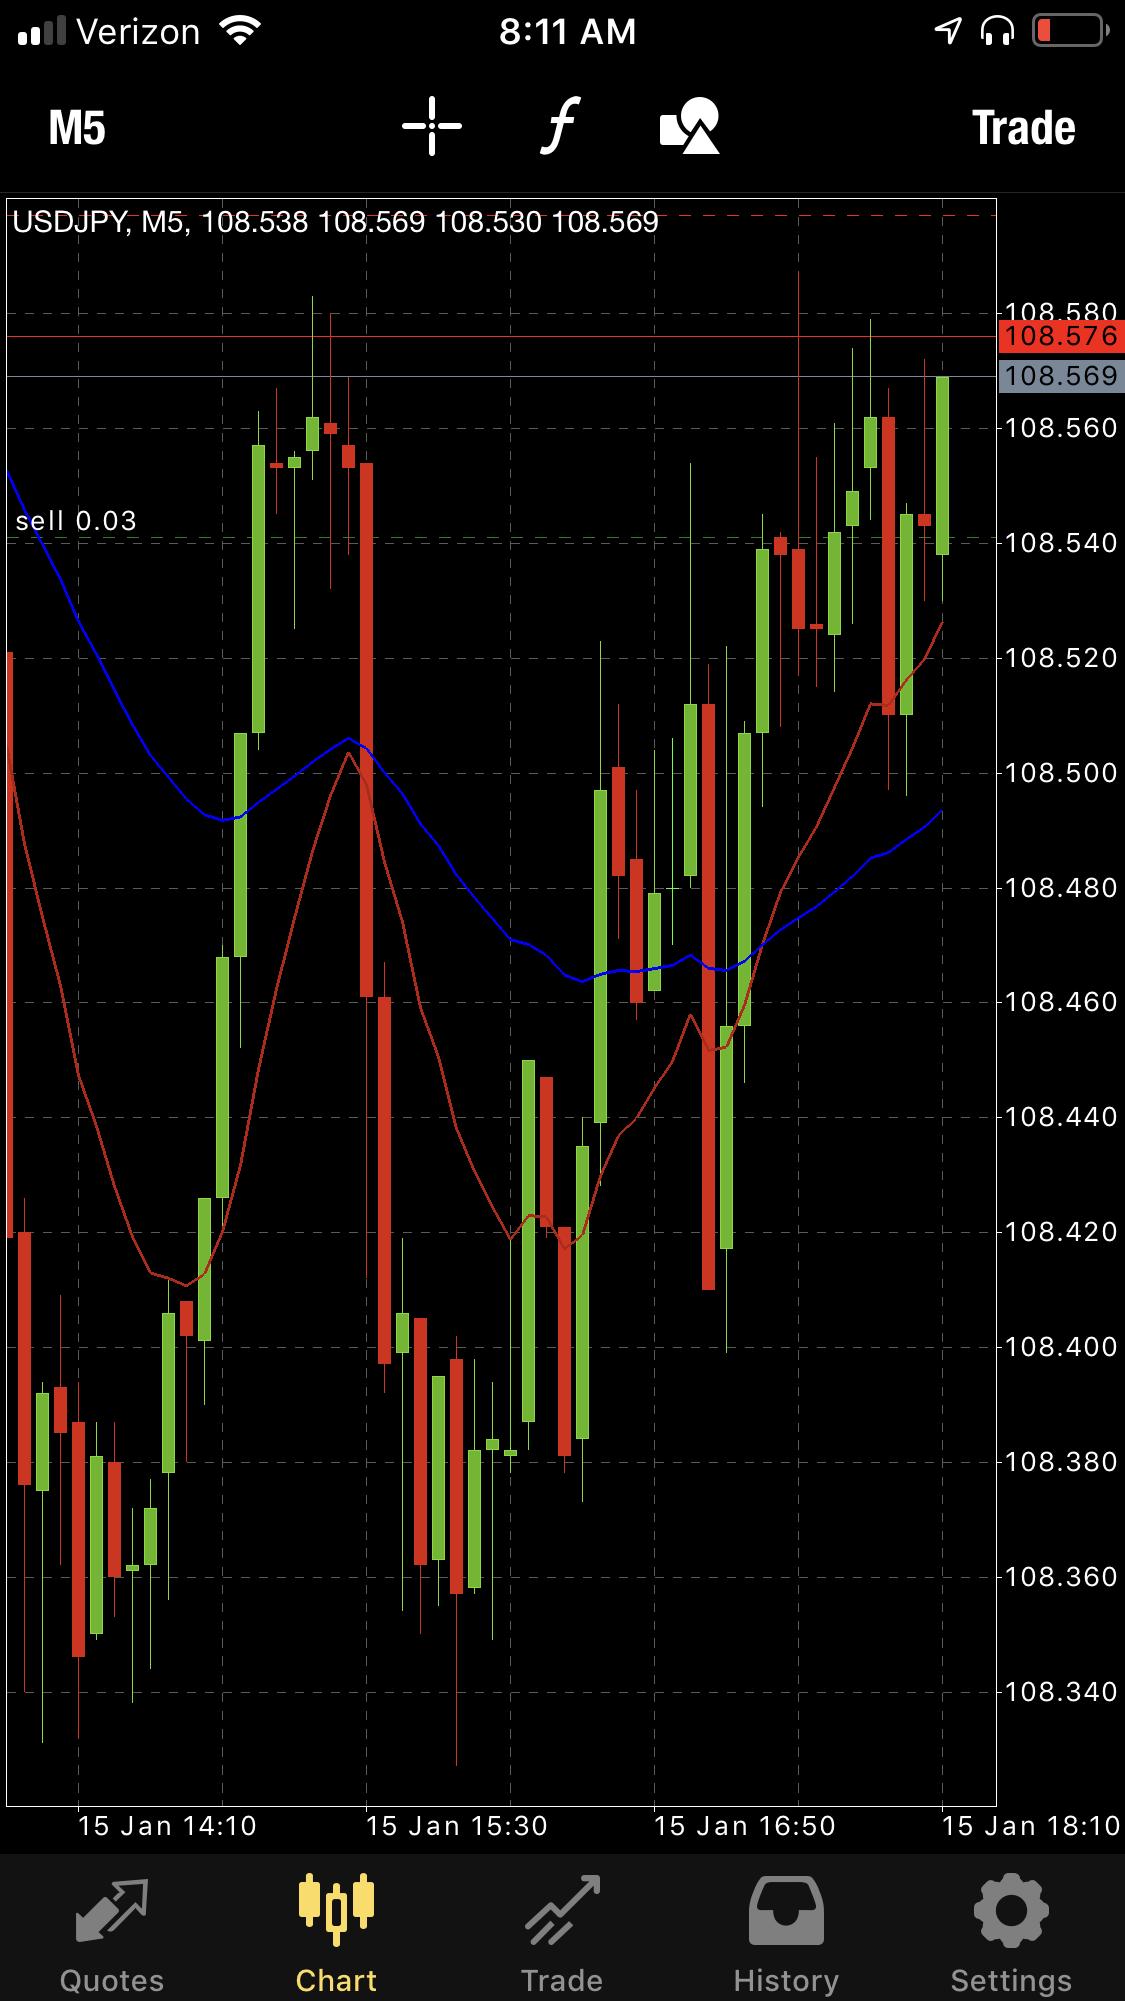 Verizon 8:11 AM
M5 f Trade
USDJPY, M5, 108.538 108.569 108.530 108.569
108.580
108.576
108.569
108.560
sell 0.03
108.540
108.520
108.500
108.480
108.460
108.440
108.420
108.400
108.380
108.360
108.340
15 Jan 14:10 15 Jan 15:30 15 Jan 16:50 15 Jan 18:10
Quotes Chart Trade History Settings